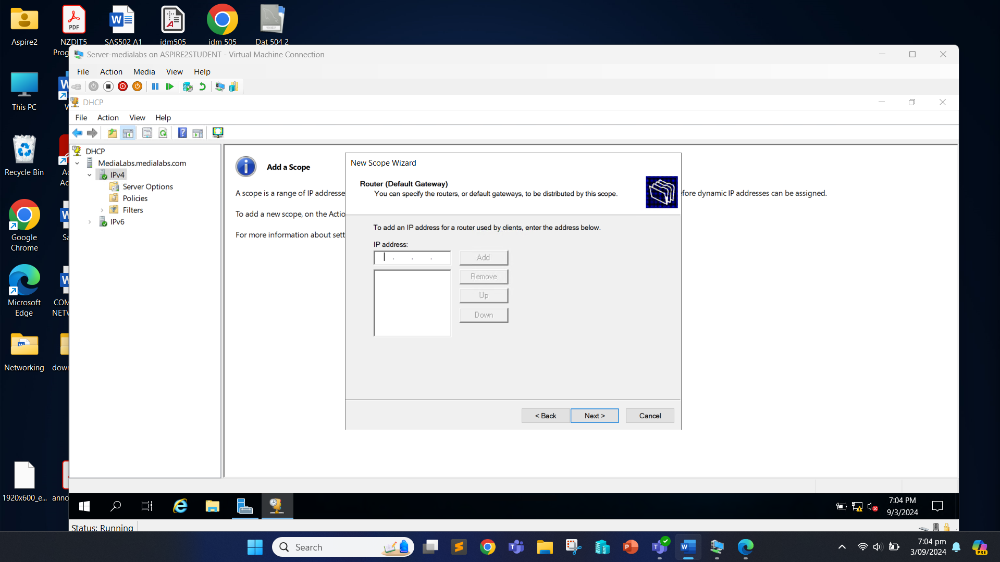 Aspire2
NZDIT5
Prog
SAS502 A1
idm505
idm 505
Dat 504 2
Server-medialabs on ASPIRE2STUDENT - Virtual Machine Connection
File Action Media View Help
DHCP
File Action View Help
DHCP
MediaLabs.medialabs.com
IPv4
Server Options
Policies
Filters
IPv6
Add a Scope
A scope is a range of IP addresse
fore dynamic IP addresses can be assigned.
To add a new scope, on the Actio
For more information about sett
New Scope Wizard
Router (Default Gateway)
You can specify the routers, or default gateways, to be distributed by this scope.
To add an IP address for a router used by clients, enter the address below.
IP address:
. . .
Add
Remove
Up
Down
< Back
Next >
Cancel
This PC
Recycle Bin
Google
Chrome
Microsoft
Edge
COM
NETW
Networking
down
1920x600_e...
anno
7:04 PM
9/3/2024
Status: Running
Search
7:04 pm
3/09/2024
PRE